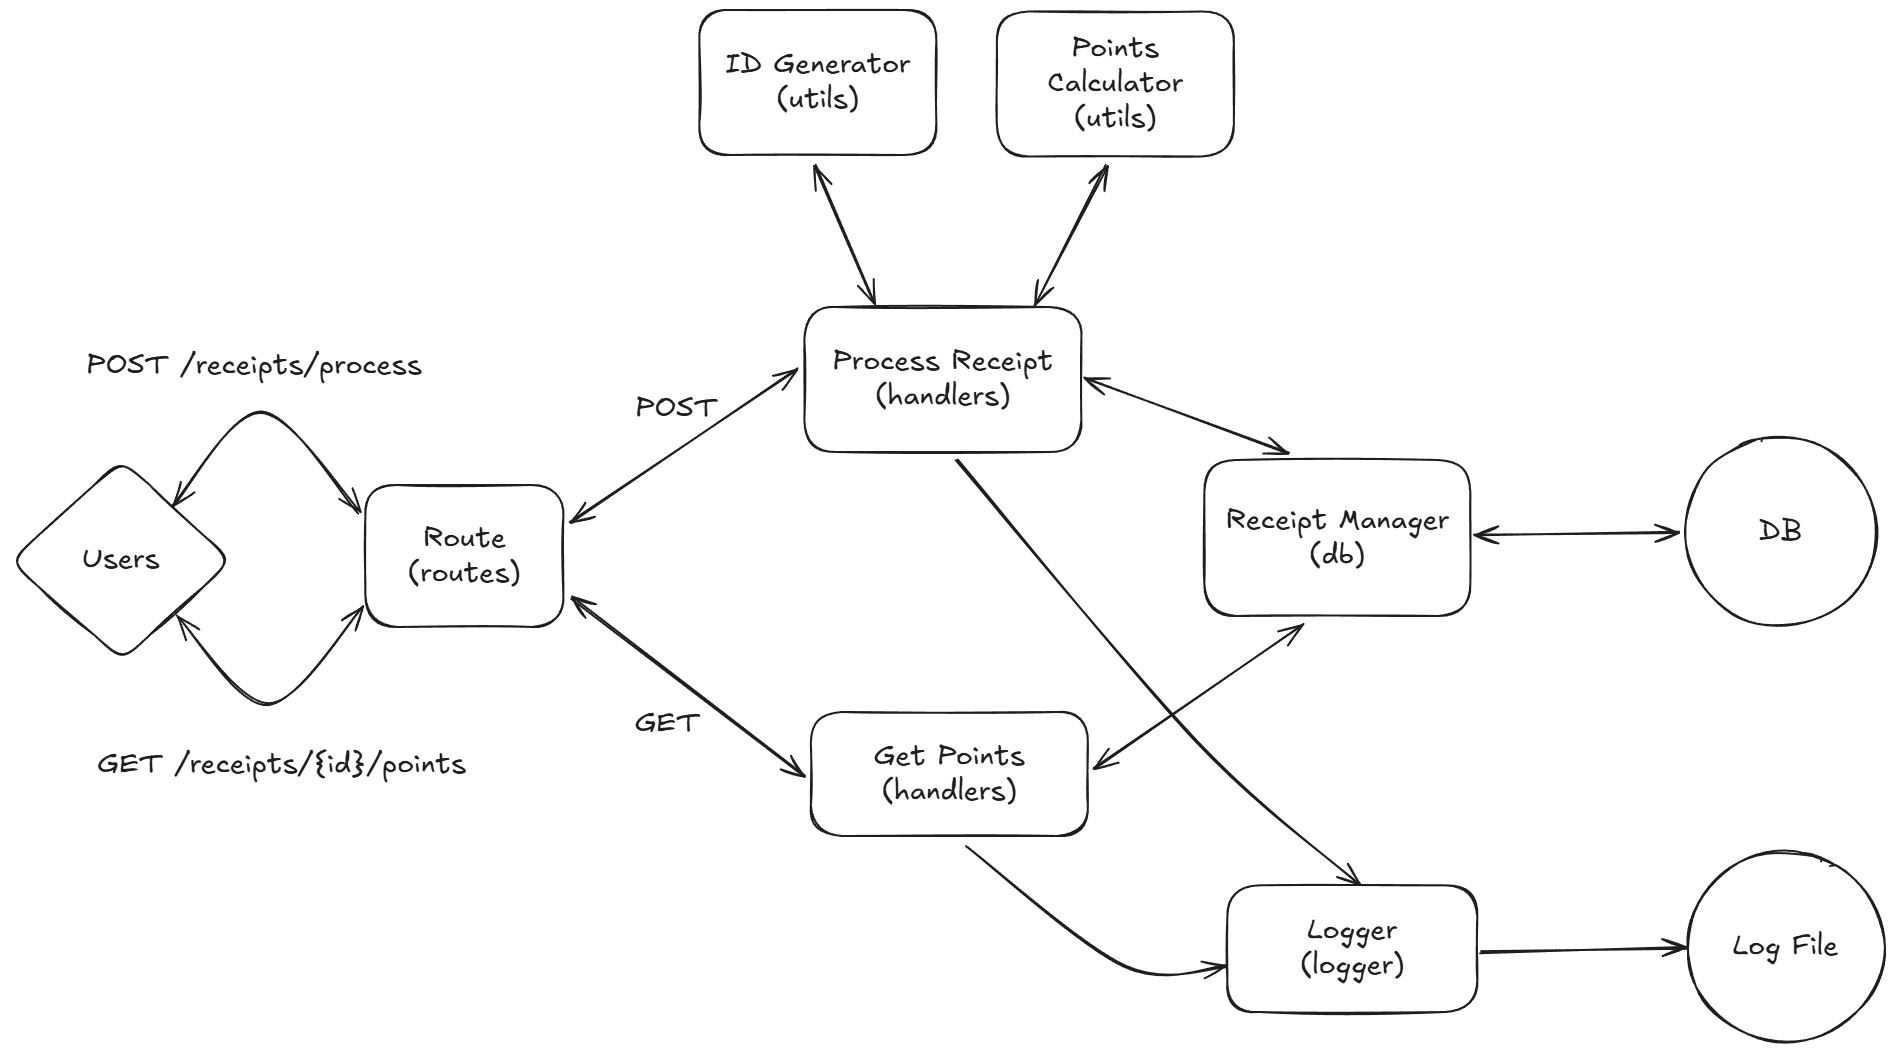 ID Generator
(utils)
Points
Calculator
(utils)
POST /receipts/process
POST
Process Receipt
(handlers)
Users
Route
(routes)
Receipt Manager
(db)
DB
GET
GET /receipts/{id}/points
Get Points
(handlers)
Logger
(logger)
Log File